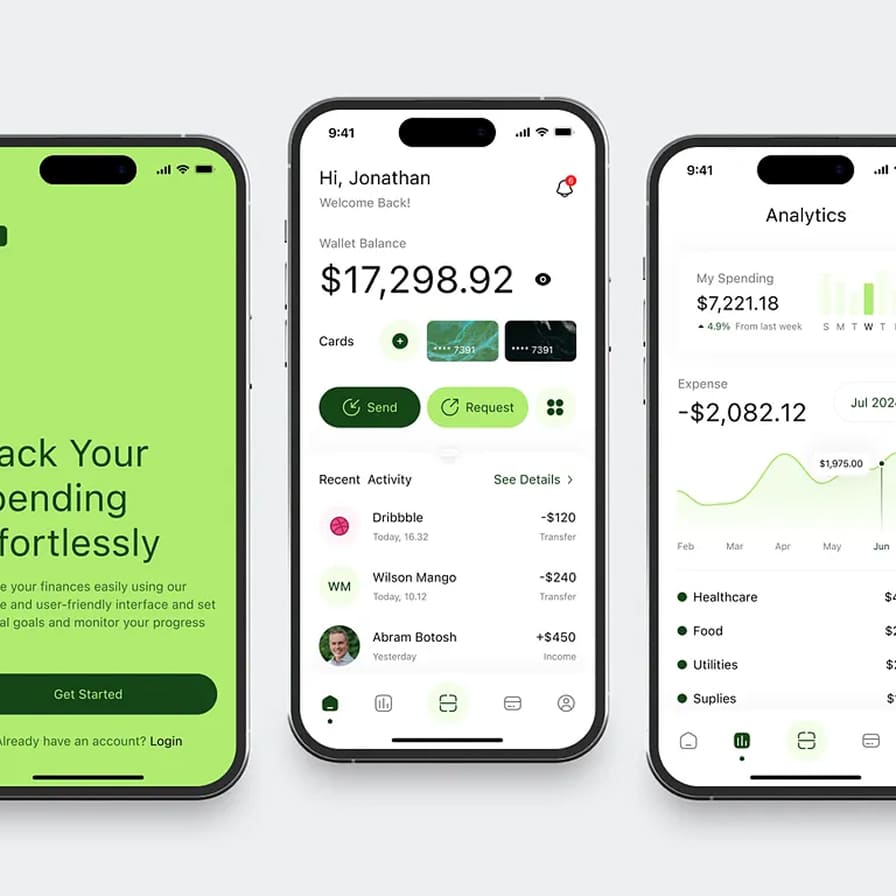 ack Your
pending
fortlessly
e your finances easily using our
e and user-friendly interface and set
al goals and monitor your progress
Get Started
Already have an account? Login
9:41
Hi, Jonathan
6
Welcome Back!
Wallet Balance
$17,298.92
Cards
**** 7391
**** 7391
Send
Request
Recent Activity
See Details >
Dribbble
-$120
Today, 16.32
Transfer
WM
Wilson Mango
-$240
Today, 10.12
Transfer
Abram Botosh
+$450
Yesterday
Income
9:41
Analytics
My Spending
$7,221.18
4.9% From last week
S M T W T
Expense
-$2,082.12
Jul 202
$1,975.00
Feb Mar Apr May Jun
Healthcare
$
Food
$
Utilities
$
Suplies
$